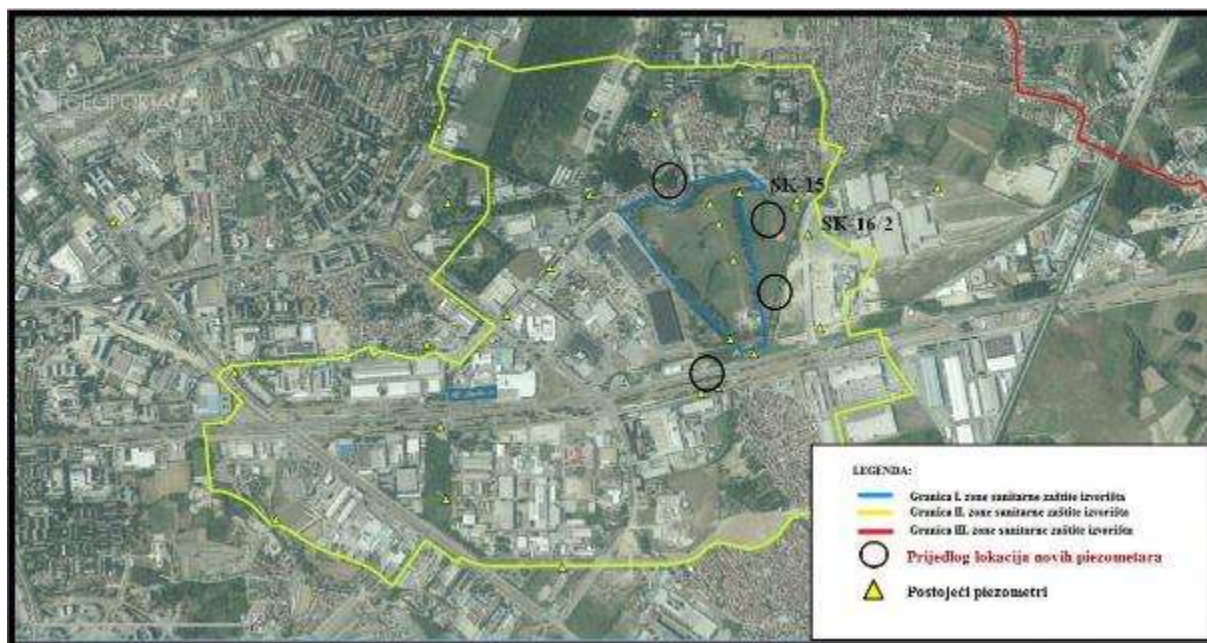 GEOPORTAL
SK-15
SK-16/2
LEGENDA:
Granica I. zone sanitarne zaštite izvorišta
Granica II. zone sanitarne zaštite izvorišta
Granica III. zone sanitarne zaštite izvorišta
Prijedlog lokacija novih piezometara
Postojeći piezometri